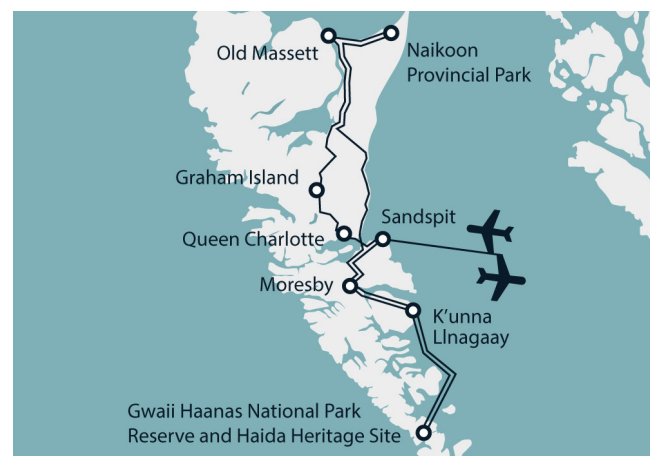 Old Massett
Naikoon
Provincial Park
Graham Island
Sandspit
Queen Charlotte
Moresby
K'unna
Llnagaay
Gwaii Haanas National Park
Reserve and Haida Heritage Site